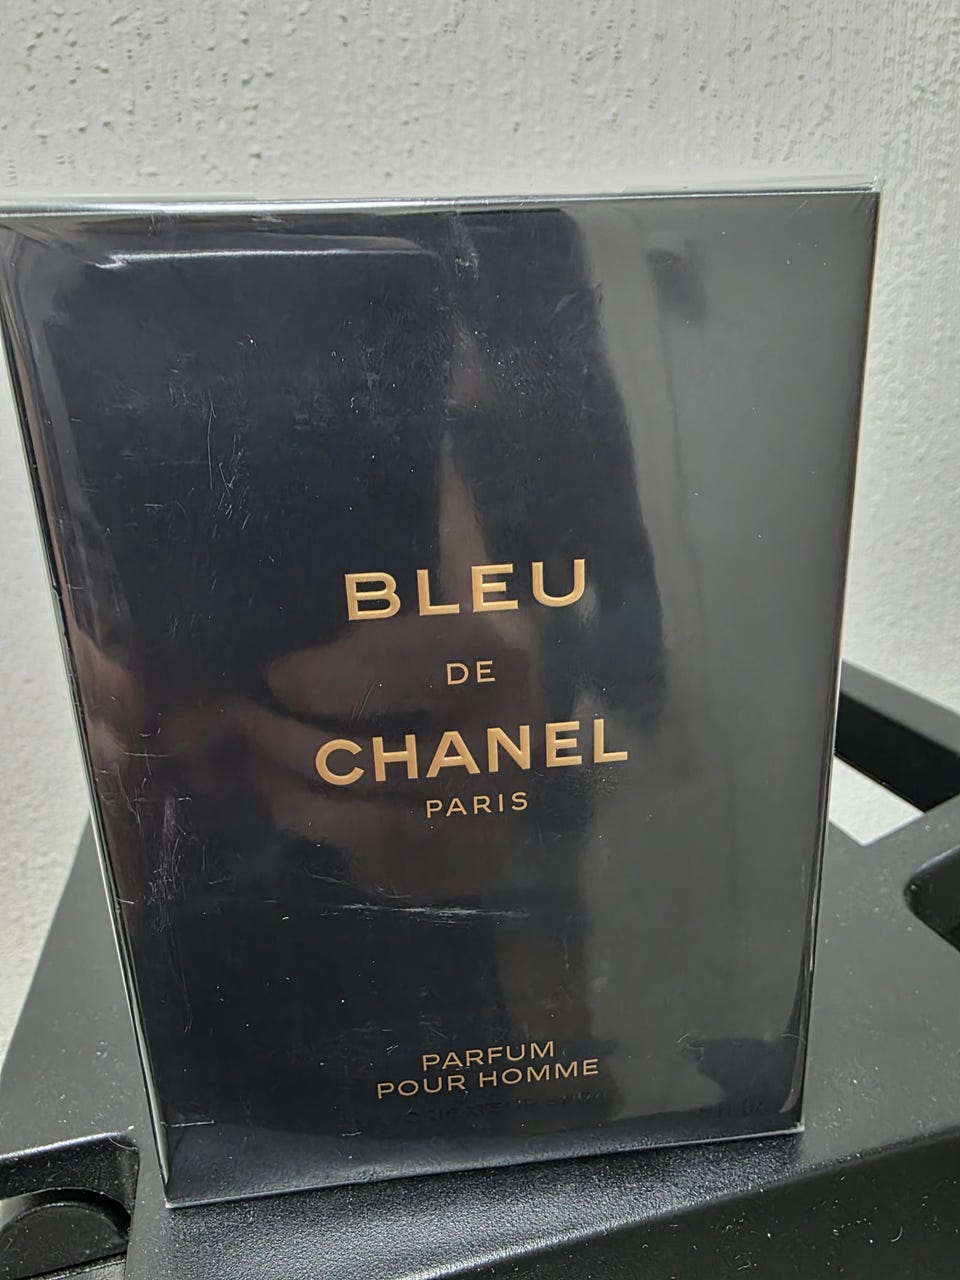 BLEU
DE
CHANEL
PARIS
PARFUM
POUR HOMME